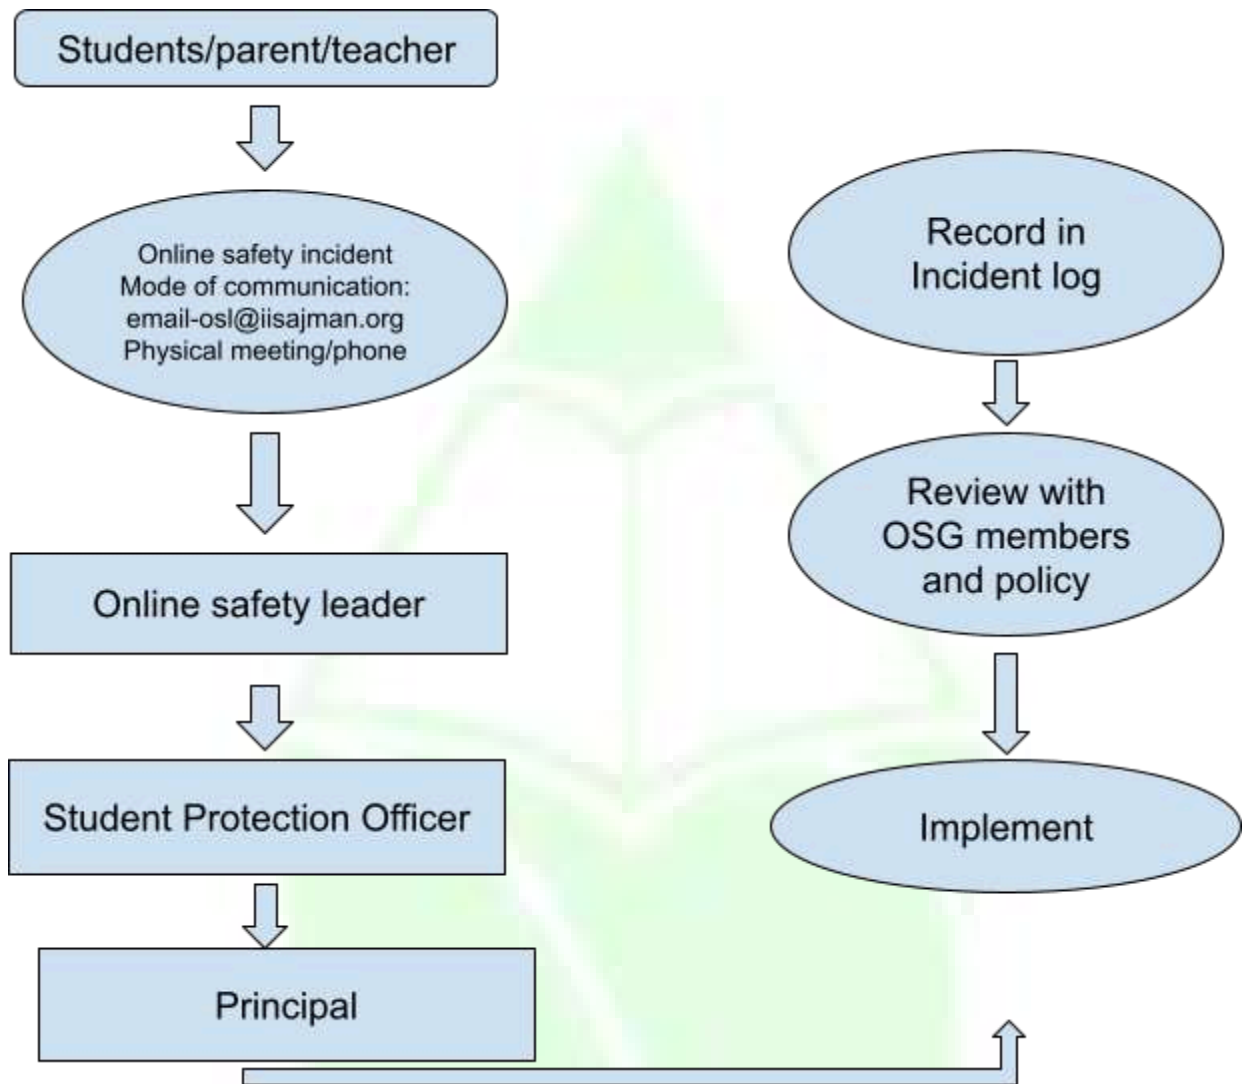 Students/parent/teacher
Online safety incident
Mode of communication:
email-osl@iisajman.org
Physical meeting/phone
Online safety leader
Student Protection Officer
Principal
Record in
Incident log
Review with
OSG members
and policy
Implement